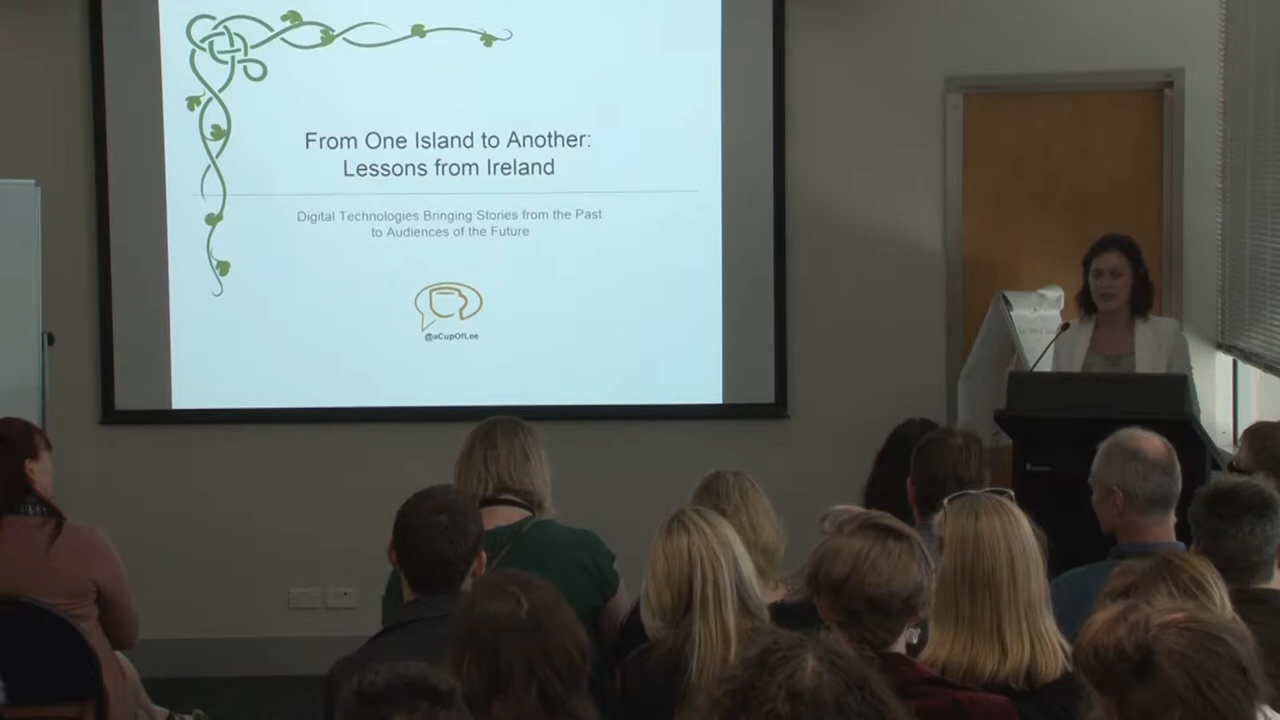 From One Island to Another:
Lessons from Ireland
Digital Technologies Bringing Stories from the Past
to Audiences of the Future
@aCupOfLee